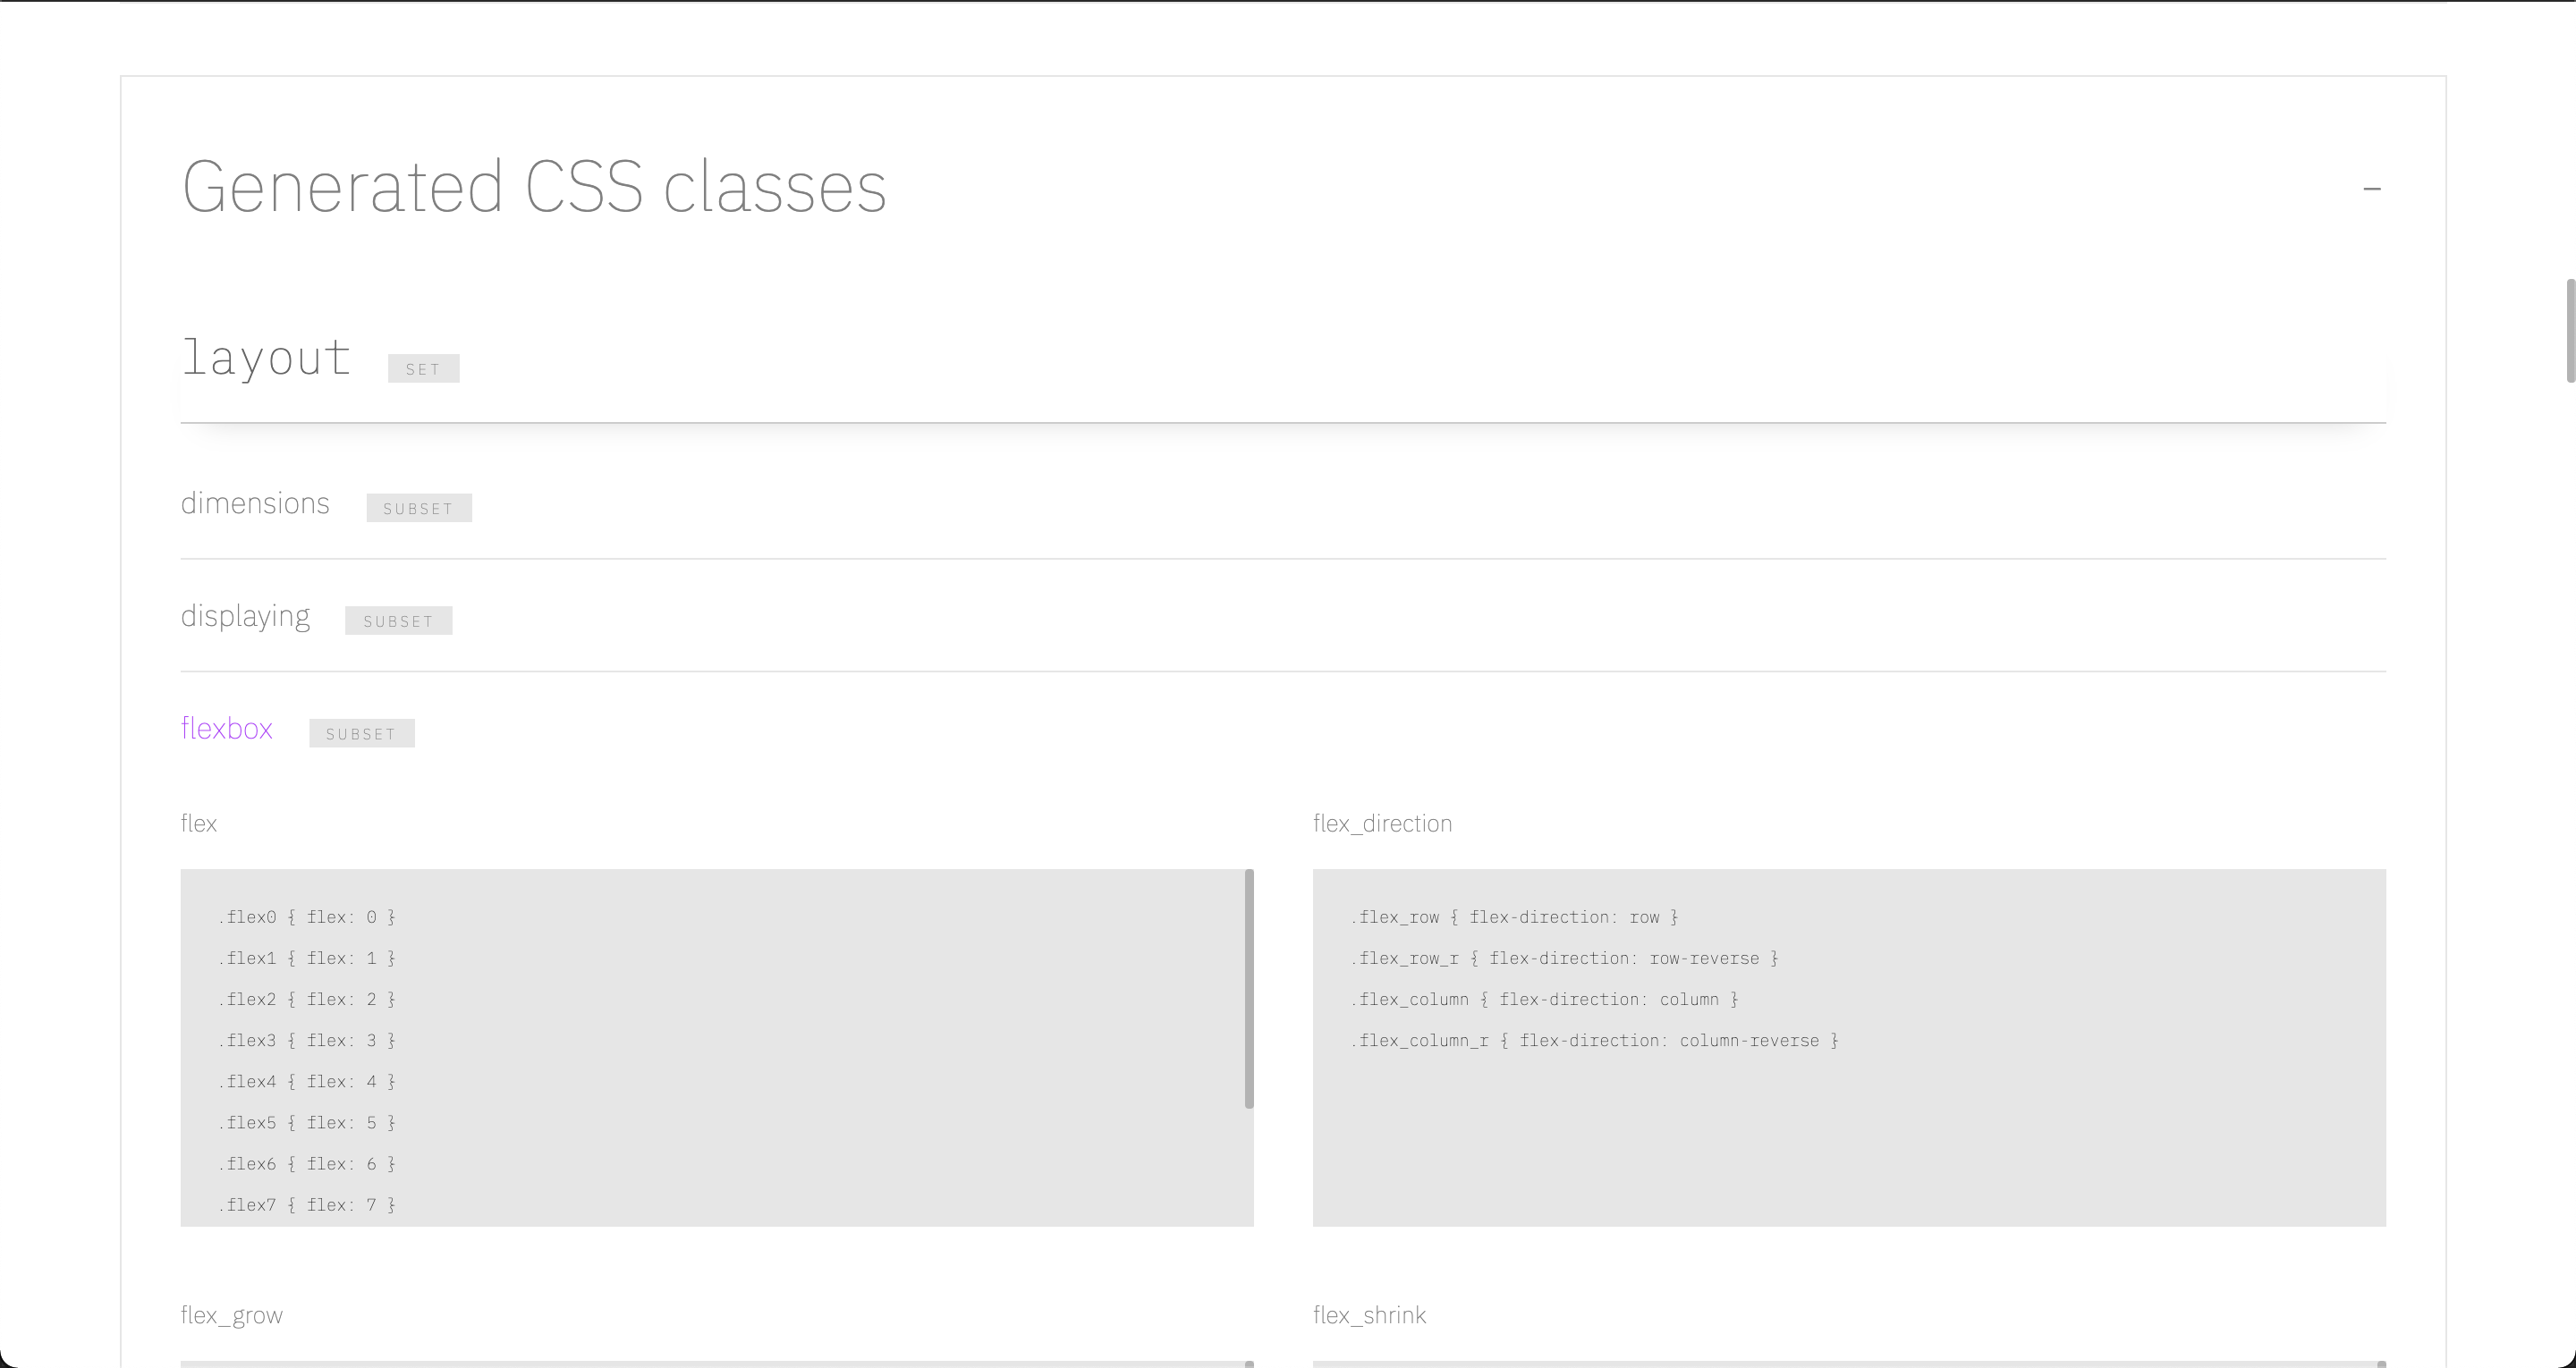 Generated CSS classes
layout SET
dimensions SUBSET
displaying SUBSET
flexbox SUBSET
flex
.flex0 { flex: 0 }
.flex1 { flex: 1 }
.flex2 { flex: 2 }
.flex3 { flex: 3 }
.flex4 { flex: 4 }
.flex5 { flex: 5 }
.flex6 { flex: 6 }
.flex7 { flex: 7 }
flex_direction
.flex_row { flex-direction: row }
.flex_row_r { flex-direction: row-reverse }
.flex_column { flex-direction: column }
.flex_column_r { flex-direction: column-reverse }
flex_grow
flex_shrink